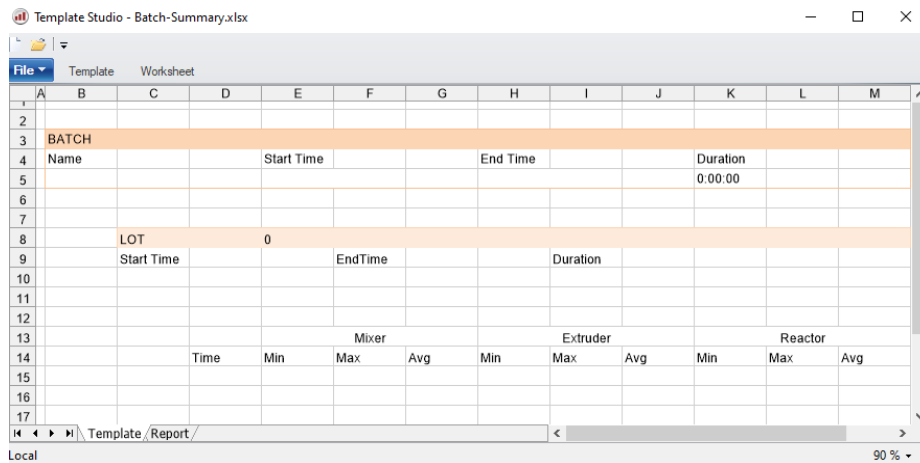 Template Studio - Batch-Summary.xlsx
File Template Worksheet
A B C D E F G H I J K L M
1
2
3 BATCH
4 Name Start Time End Time Duration
5 0:00:00
6
7
8 LOT 0
9 Start Time EndTime Duration
10
11
12
13 Mixer Extruder Reactor
14 Time Min Max Avg Min Max Avg Min Max Avg
15
16
17
Template Report
Local 90 %